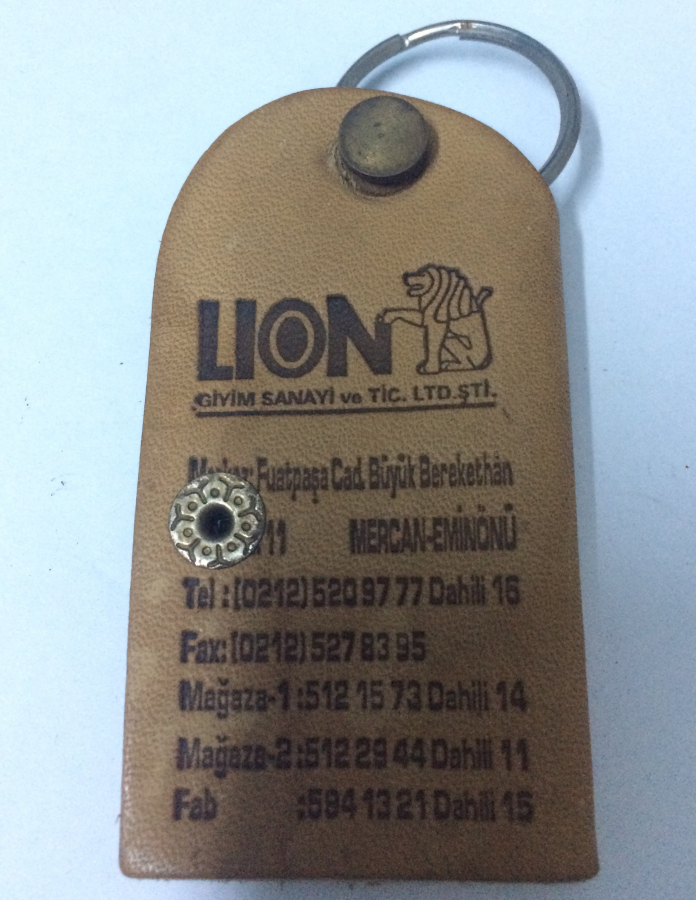 LION
GİYİM SANAYİ ve TİC. LTD.ŞTİ.
Merkez: Fuatpaşa Cad. Büyük Berekethan
11 MERCAN-EMİNÖNÜ
Tel : (0212) 520 97 77 Dahili 16
Fax: (0212) 527 83 95
Mağaza-1 :512 15 73 Dahili 14
Mağaza-2 :512 29 44 Dahili 11
Fab :594 13 21 Dahili 15